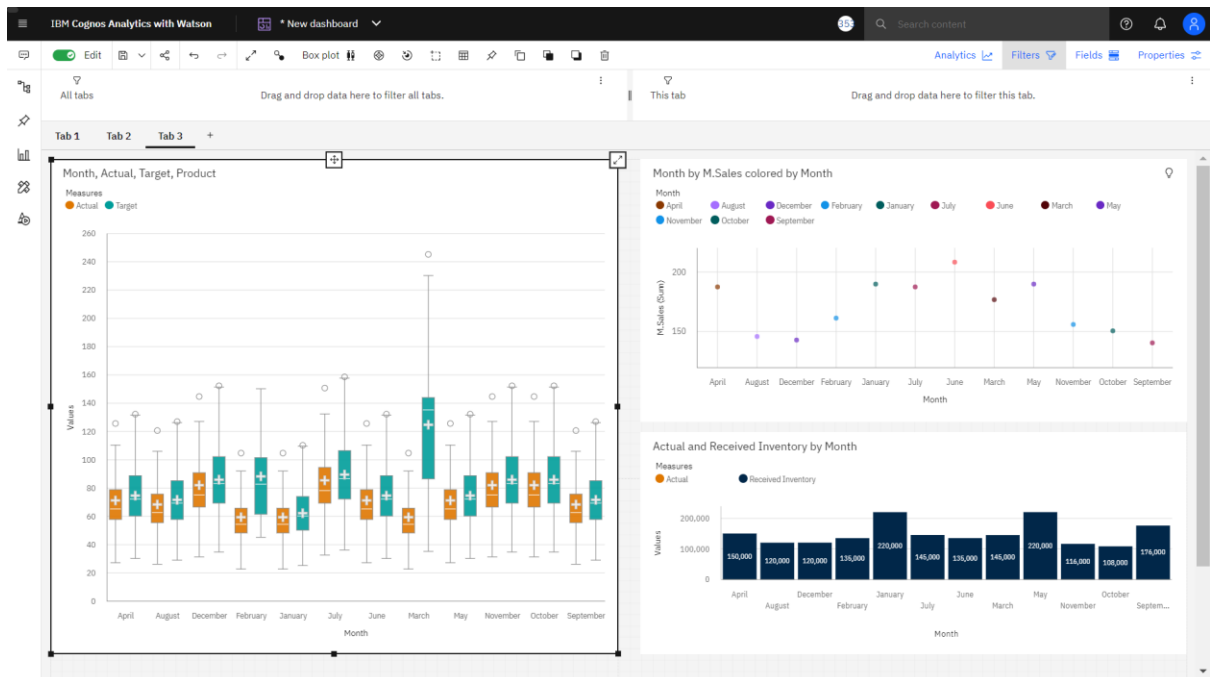 IBM Cognos Analytics with Watson
* New dashboard
353
Search content
Edit
Box plot
Analytics
Filters
Fields
Properties
All tabs
Drag and drop data here to filter all tabs.
This tab
Drag and drop data here to filter this tab.
Tab 1 Tab 2 Tab 3 +
Month, Actual, Target, Product
Measures
Actual Target
260
240
220
200
180
160
140
120
100
80
60
40
20
0
Values
April August December February January July June March May November October September
Month
Month by M.Sales colored by Month
Month
April August December February January July June March May
November October September
200
150
M.Sales (Sum)
April August December February January July June March May November October September
Month
Actual and Received Inventory by Month
Measures
Actual Received Inventory
200,000
100,000
0
Values
150,000 120,000 120,000 135,000 220,000 145,000 135,000 145,000 220,000 116,000 108,000 176,000
April December January June May October
August February July March November Septem...
Month